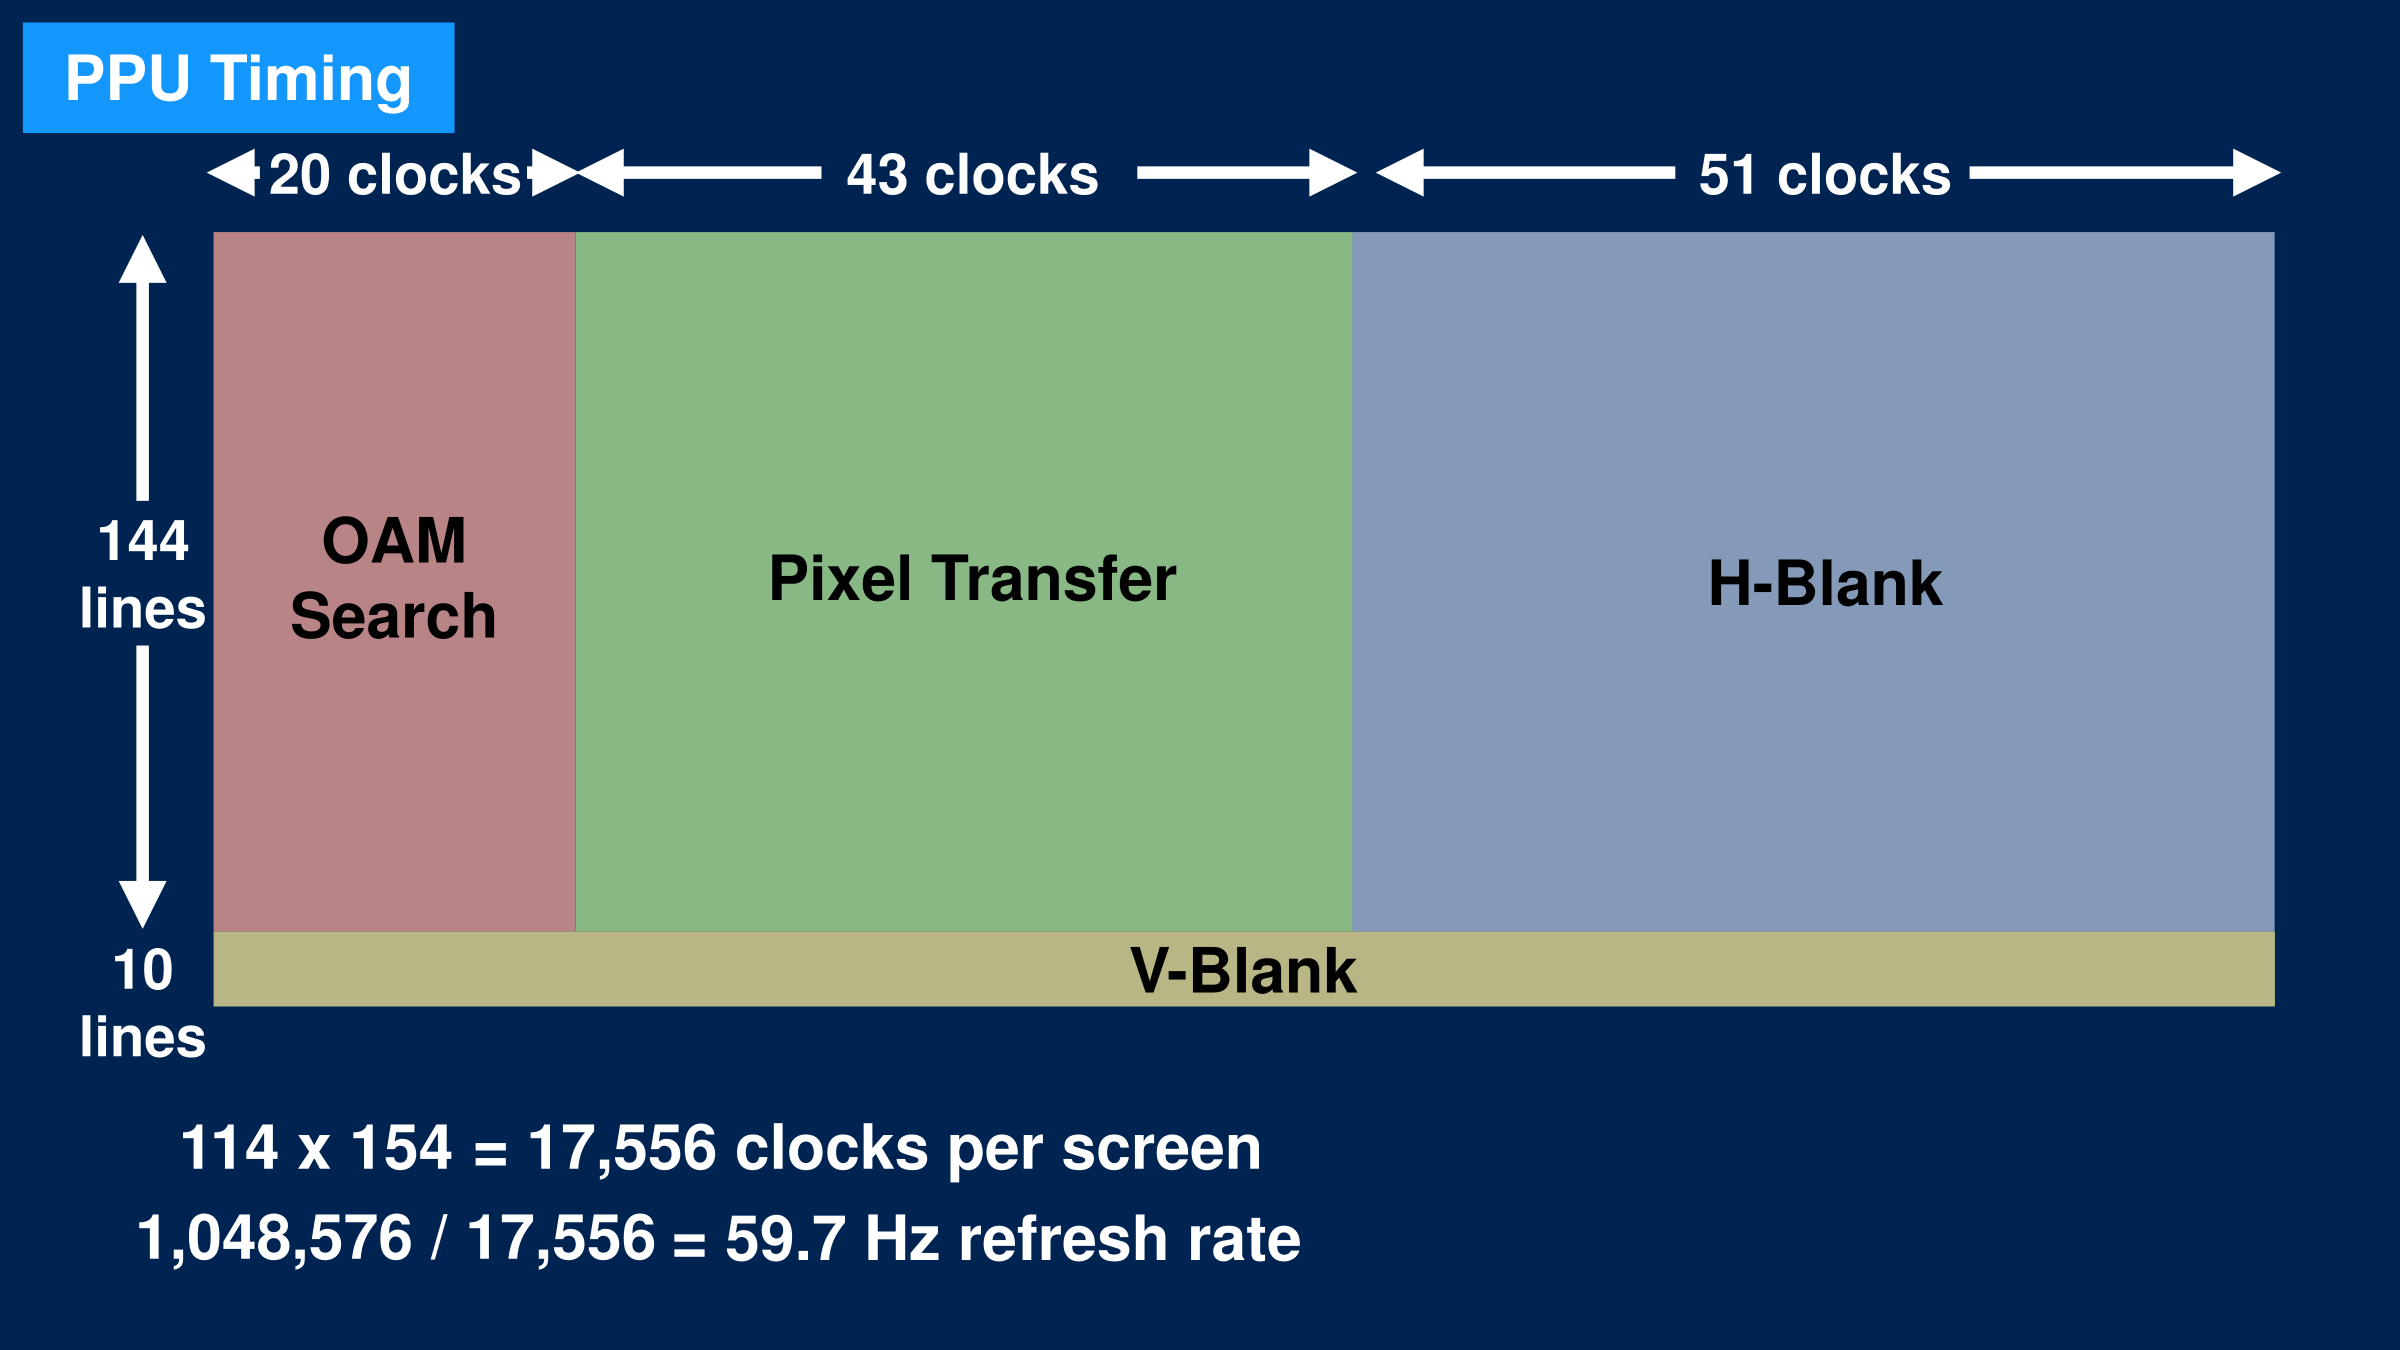 PPU Timing
20 clocks
43 clocks
51 clocks
144
lines
OAM
Search
Pixel Transfer
H-Blank
10
lines
V-Blank
114 x 154 = 17,556 clocks per screen
1,048,576 / 17,556 = 59.7 Hz refresh rate